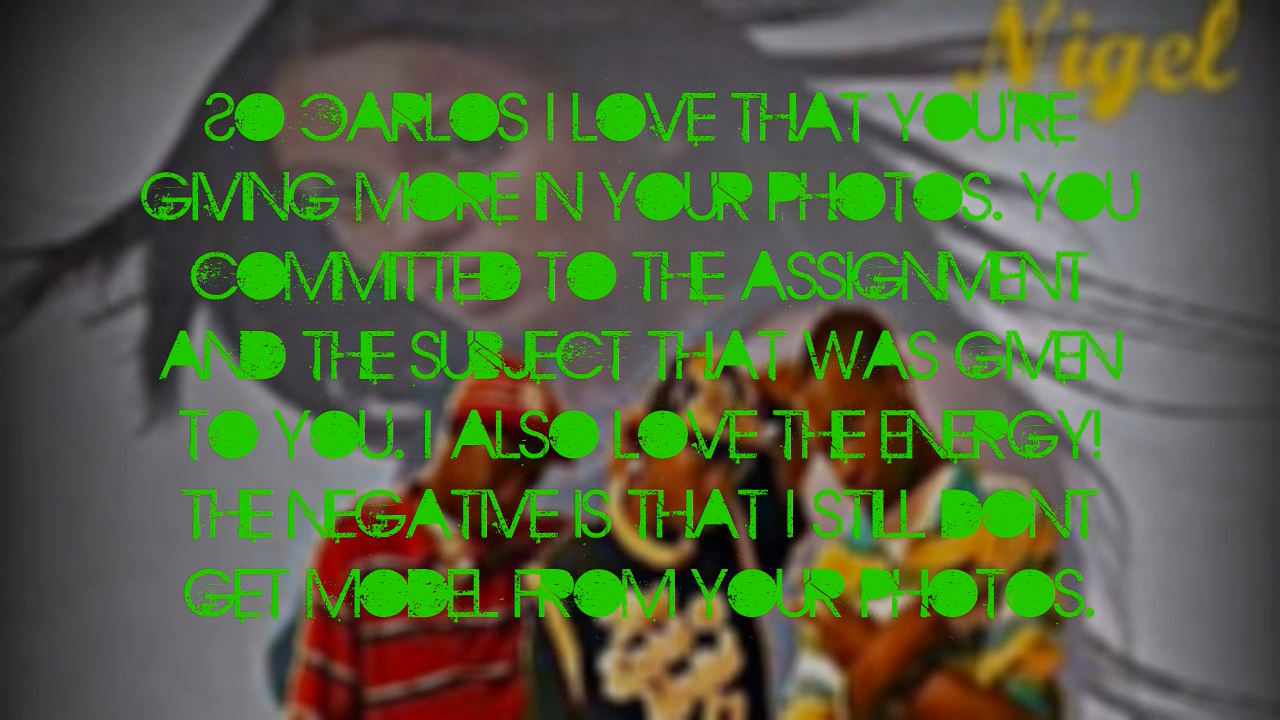 Nigel
SO CARLOS I LOVE THAT YOU'RE
GIVING MORE IN YOUR PHOTOS. YOU
COMMITTED TO THE ASSIGNMENT
AND THE SUBJECT THAT WAS GIVEN
TO YOU. I ALSO LOVE THE ENERGY!
THE NEGATIVE IS THAT I STILL DONT
GET MODEL FROM YOUR PHOTOS.